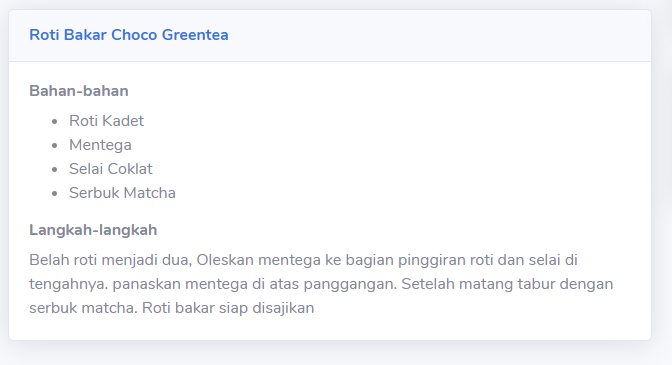 Roti Bakar Choco Greentea
Bahan-bahan
Roti Kadet
Mentega
Selai Coklat
Serbuk Matcha
Langkah-langkah
Belah roti menjadi dua, Oleskan mentega ke bagian pinggiran roti dan selai di
tengahnya. panaskan mentega di atas panggangan. Setelah matang tabur dengan
serbuk matcha. Roti bakar siap disajikan